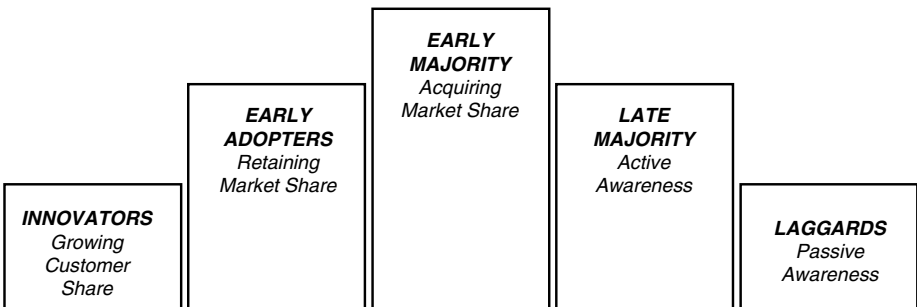 INNOVATORS
Growing
Customer
Share
EARLY
ADOPTERS
Retaining
Market Share
EARLY
MAJORITY
Acquiring
Market Share
LATE
MAJORITY
Active
Awareness
LAGGARDS
Passive
Awareness